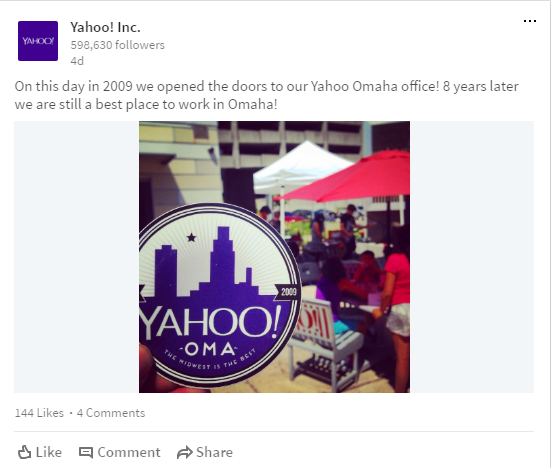 YAHOO!
Yahoo! Inc.
598,630 followers
4d
On this day in 2009 we opened the doors to our Yahoo Omaha office! 8 years later
we are still a best place to work in Omaha!
2009
YAHOO!
-OMA-
THE MIDWEST IS THE BEST
144 Likes · 4 Comments
Like
Comment
Share